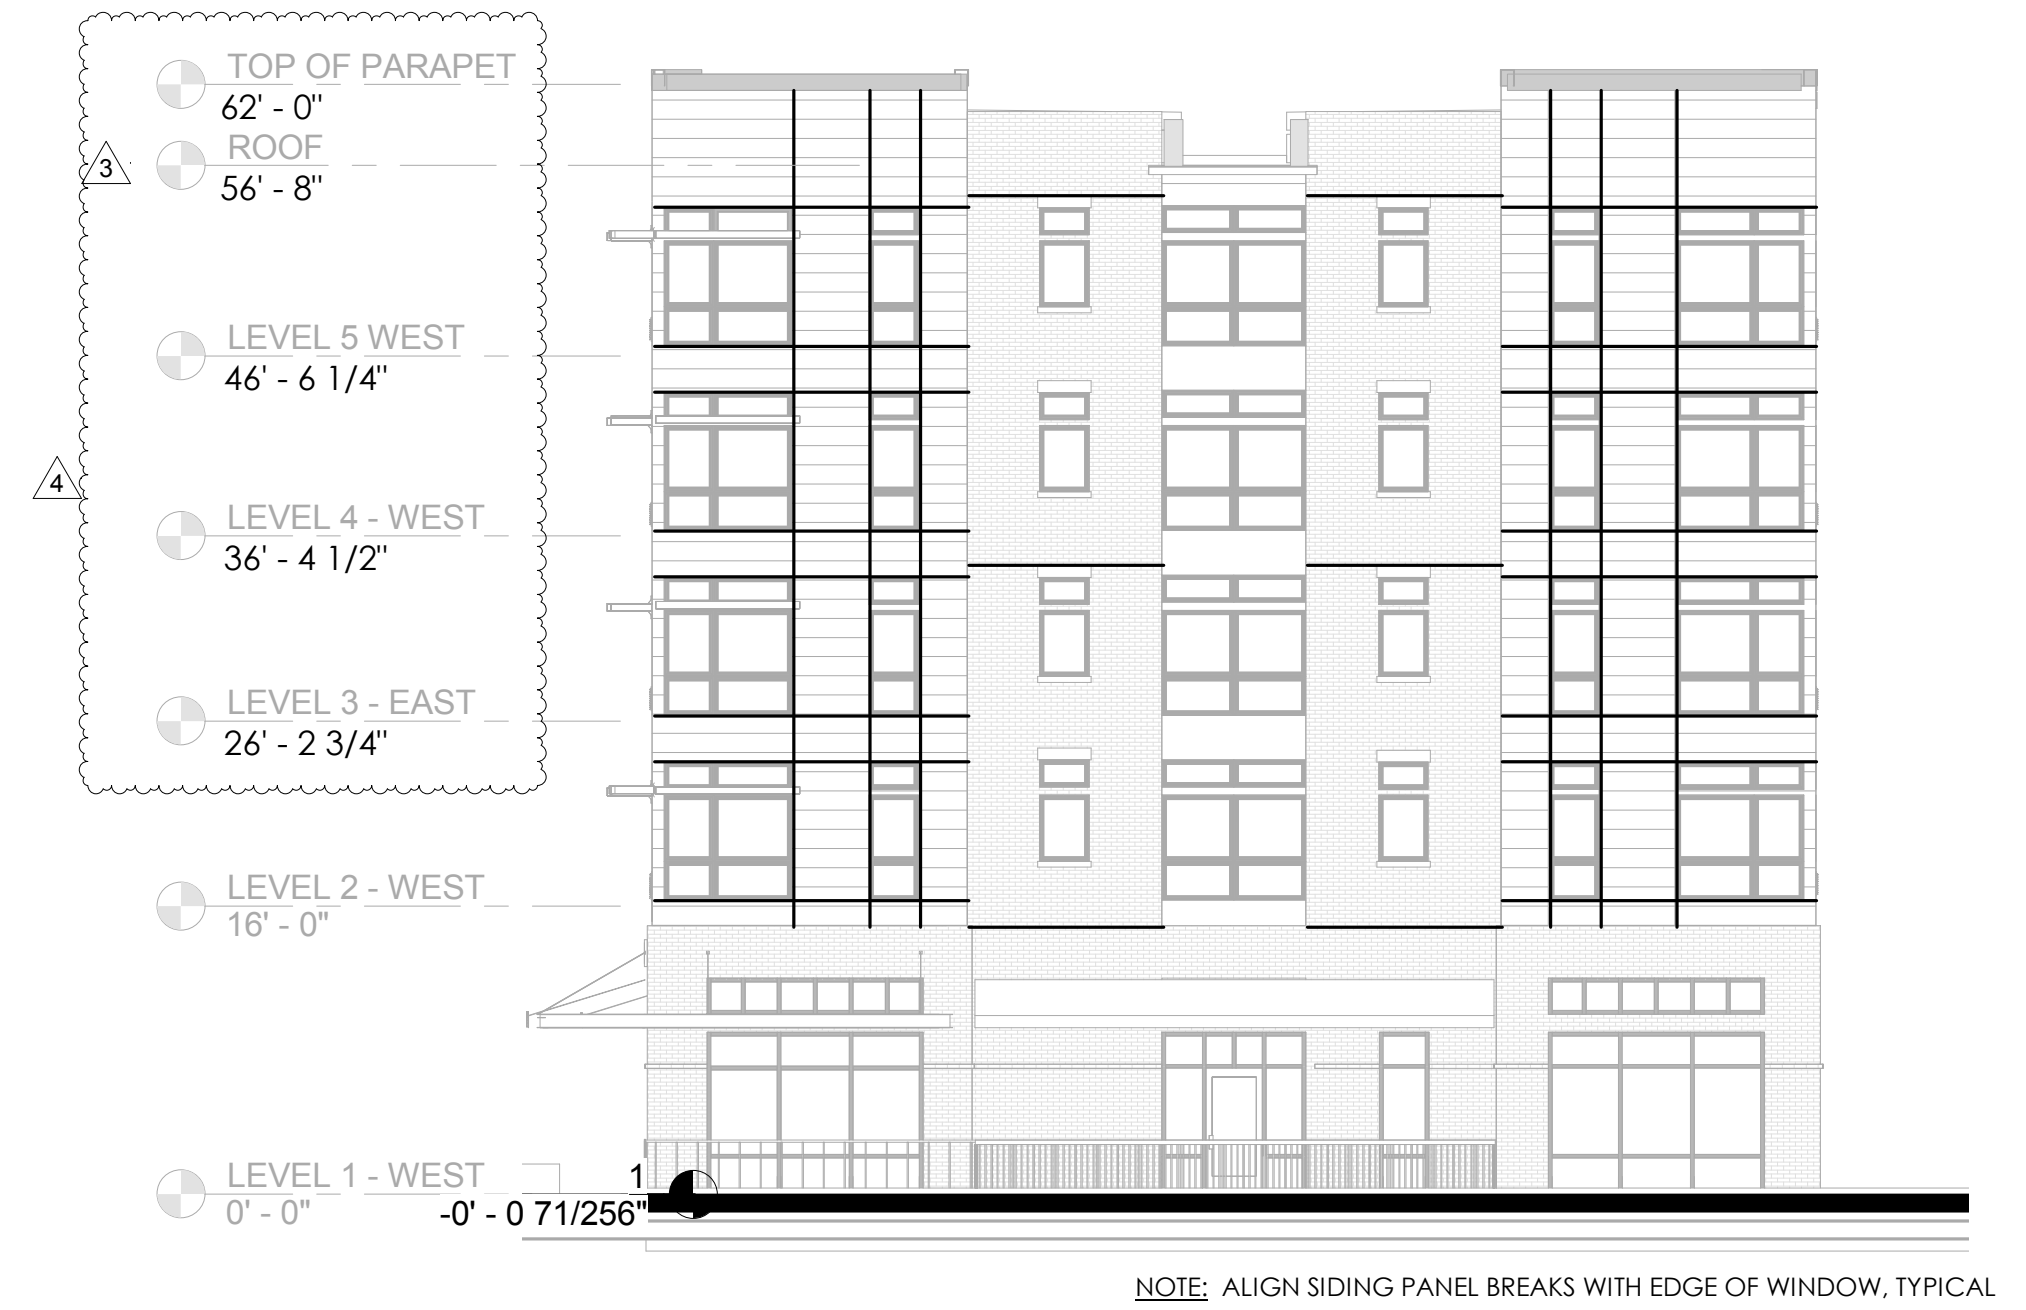 TOP OF PARAPET
62' - 0"
ROOF
56' - 8"
3
LEVEL 5 WEST
46' - 6 1/4"
4
LEVEL 4 - WEST
36' - 4 1/2"
LEVEL 3 - EAST
26' - 2 3/4"
LEVEL 2 - WEST
16' - 0"
LEVEL 1 - WEST
0' - 0"
1
-0' - 0 71/256"
NOTE: ALIGN SIDING PANEL BREAKS WITH EDGE OF WINDOW, TYPICAL